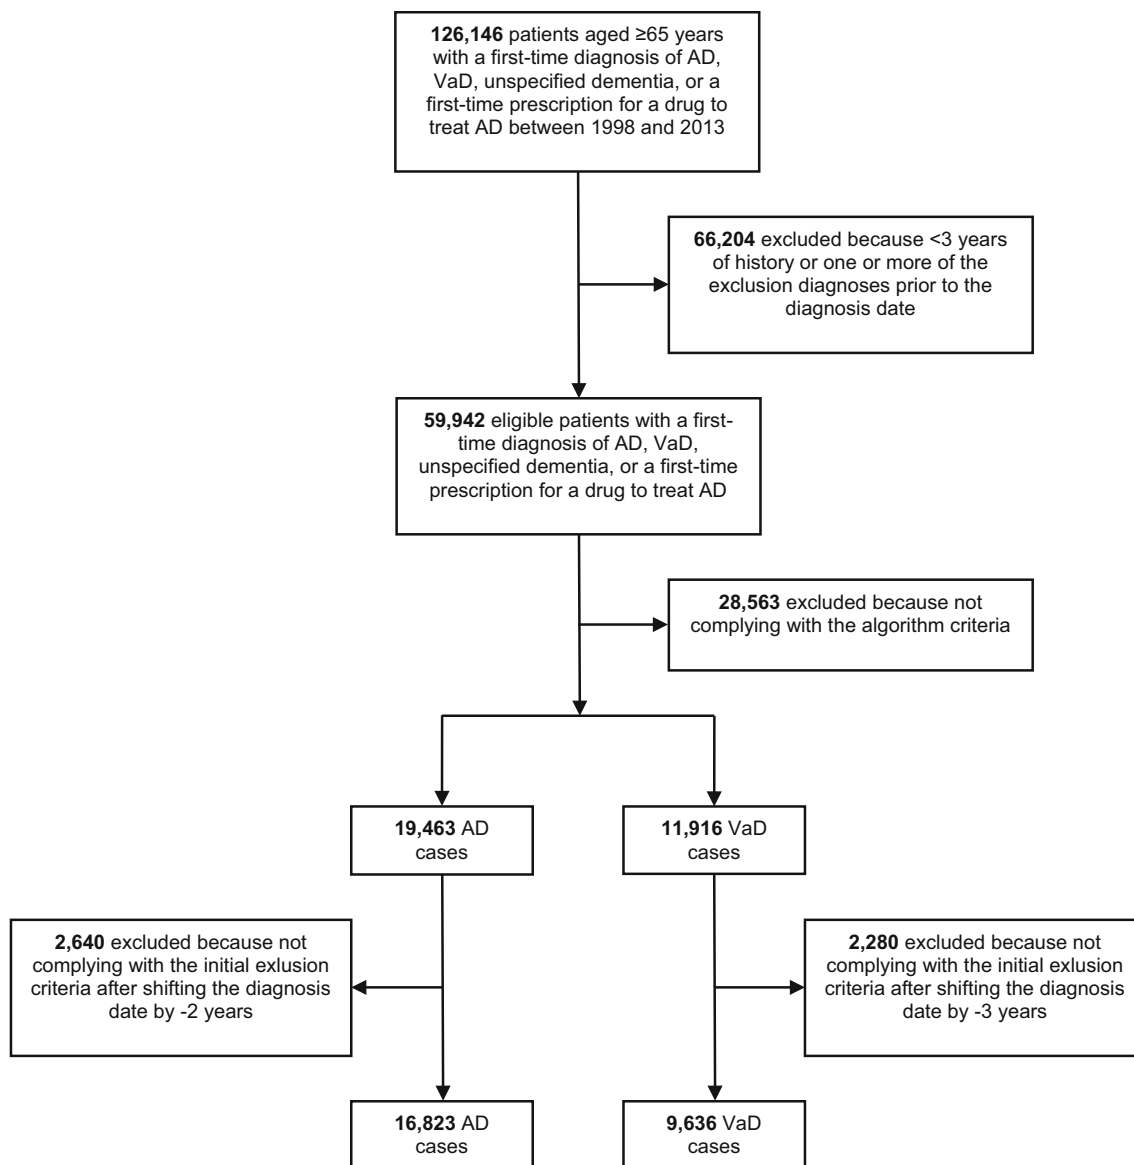 126,146 patients aged ≥65 years
with a first-time diagnosis of AD,
VaD, unspecified dementia, or a
first-time prescription for a drug to
treat AD between 1998 and 2013
66,204 excluded because <3 years
of history or one or more of the
exclusion diagnoses prior to the
diagnosis date
59,942 eligible patients with a first-
time diagnosis of AD, VaD,
unspecified dementia, or a first-time
prescription for a drug to treat AD
28,563 excluded because not
complying with the algorithm criteria
19,463 AD
cases
11,916 VaD
cases
2,640 excluded because not
complying with the initial exlusion
criteria after shifting the diagnosis
date by -2 years
2,280 excluded because not
complying with the initial exlusion
criteria after shifting the diagnosis
date by -3 years
16,823 AD
cases
9,636 VaD
cases